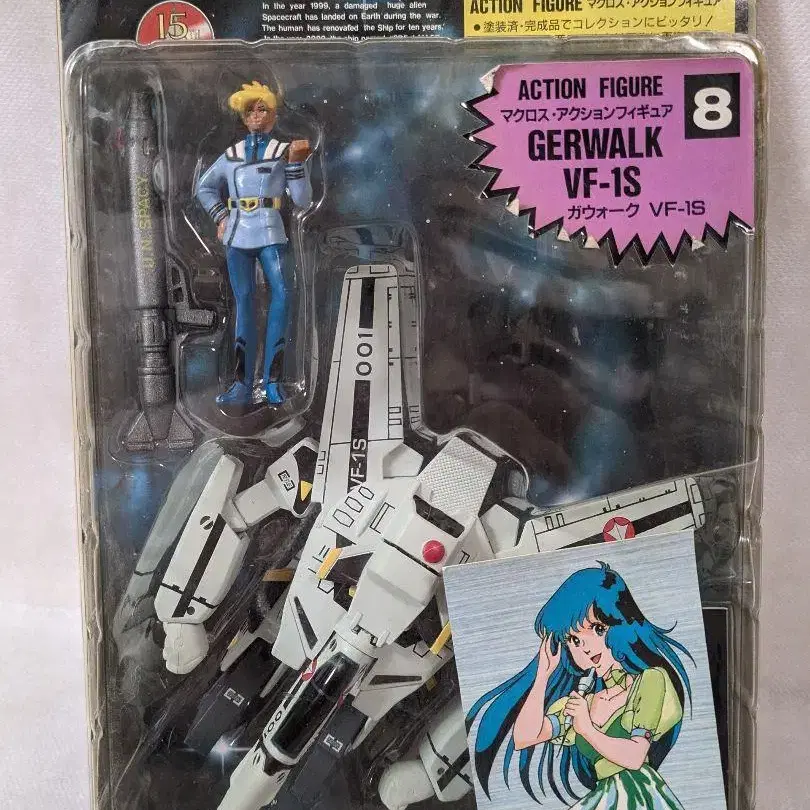 In the year 1999, a damaged huge alien
Spacecraft has landed on Earth during the war.
The human has renovated the Ship for ten years.
15
ACTION FIGURE マクロス・アクションフィギュア
●塗装済・完成品でコレクションにピッタリ!
ACTION FIGURE
マクロス・アクションフィギュア
8
GERWALK
VF-1S
ガウォーク VF-1S
U.N. SPACY
001
VF-1S
001